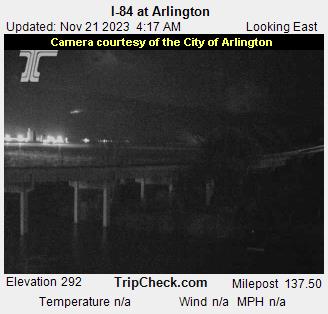 I-84 at Arlington
Updated: Nov 21 2023 4:17 AM Looking East
Camera courtesy of the City of Arlington
Elevation 292 TripCheck.com Milepost 137.50
Temperature n/a Wind n/a MPH n/a